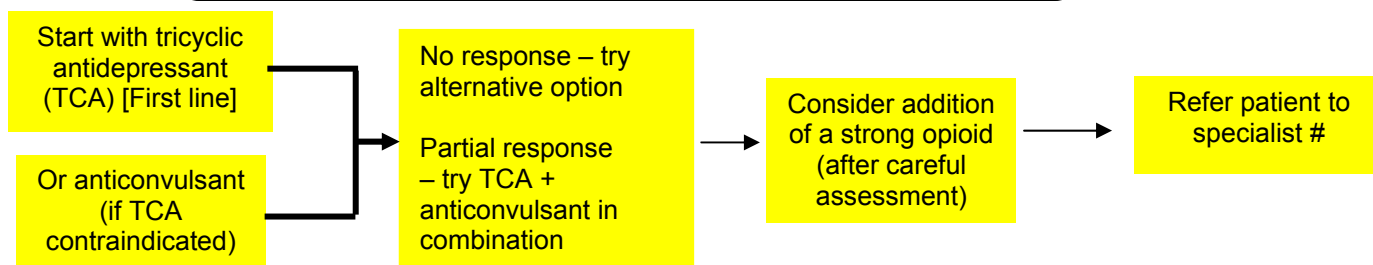 Start with tricyclic
antidepressant
(TCA) [First line]
Or anticonvulsant
(if TCA
contraindicated)
No response – try
alternative option
Partial response
– try TCA +
anticonvulsant in
combination
Consider addition
of a strong opioid
(after careful
assessment)
Refer patient to
specialist #